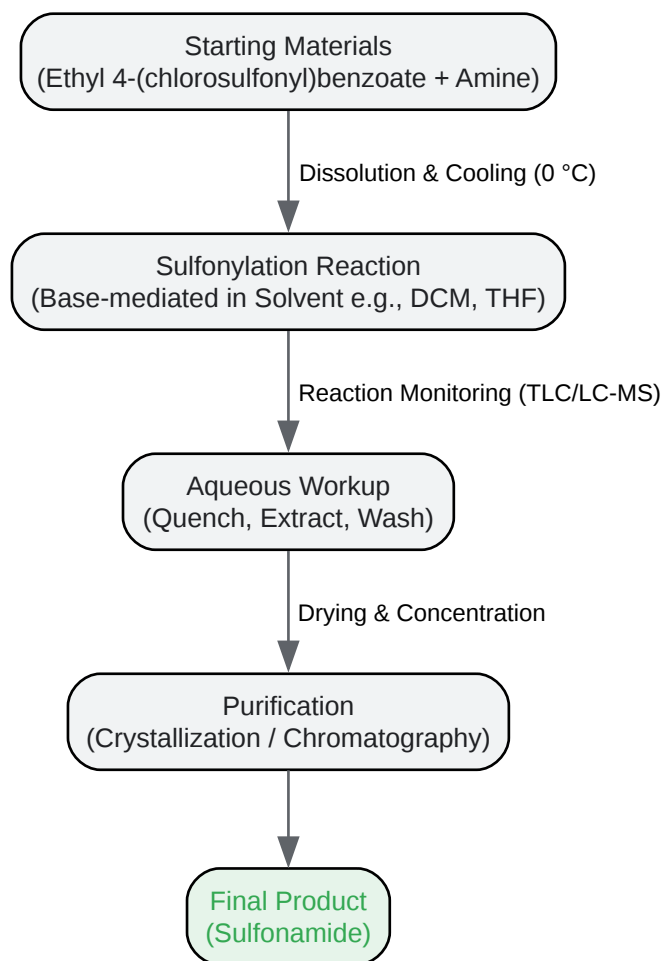 Starting Materials
(Ethyl 4-(chlorosulfonyl)benzoate + Amine)
Dissolution & Cooling (0 °C)
Sulfonylation Reaction
(Base-mediated in Solvent e.g., DCM, THF)
Reaction Monitoring (TLC/LC-MS)
Aqueous Workup
(Quench, Extract, Wash)
Drying & Concentration
Purification
(Crystallization / Chromatography)
Final Product
(Sulfonamide)